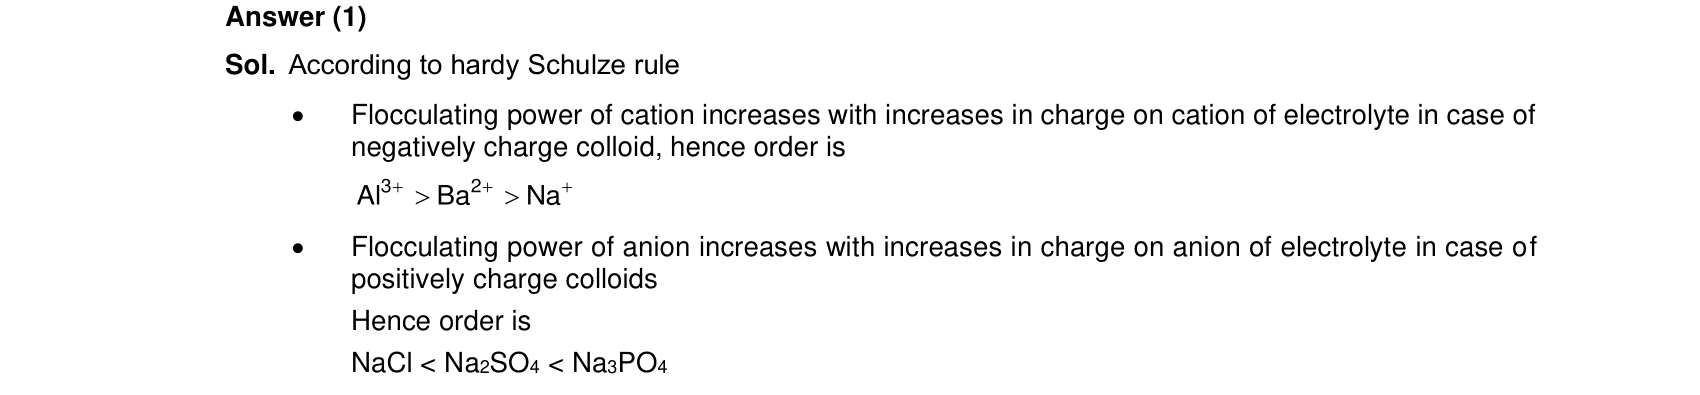 Answer (1)
Sol. According to hardy Schulze rule
• Flocculating power of cation increases with increases in charge on cation of electrolyte in case of
negatively charge colloid, hence order is
Al³⁺ > Ba²⁺ > Na⁺
• Flocculating power of anion increases with increases in charge on anion of electrolyte in case of
positively charge colloids
Hence order is
NaCl < Na₂SO₄ < Na₃PO₄